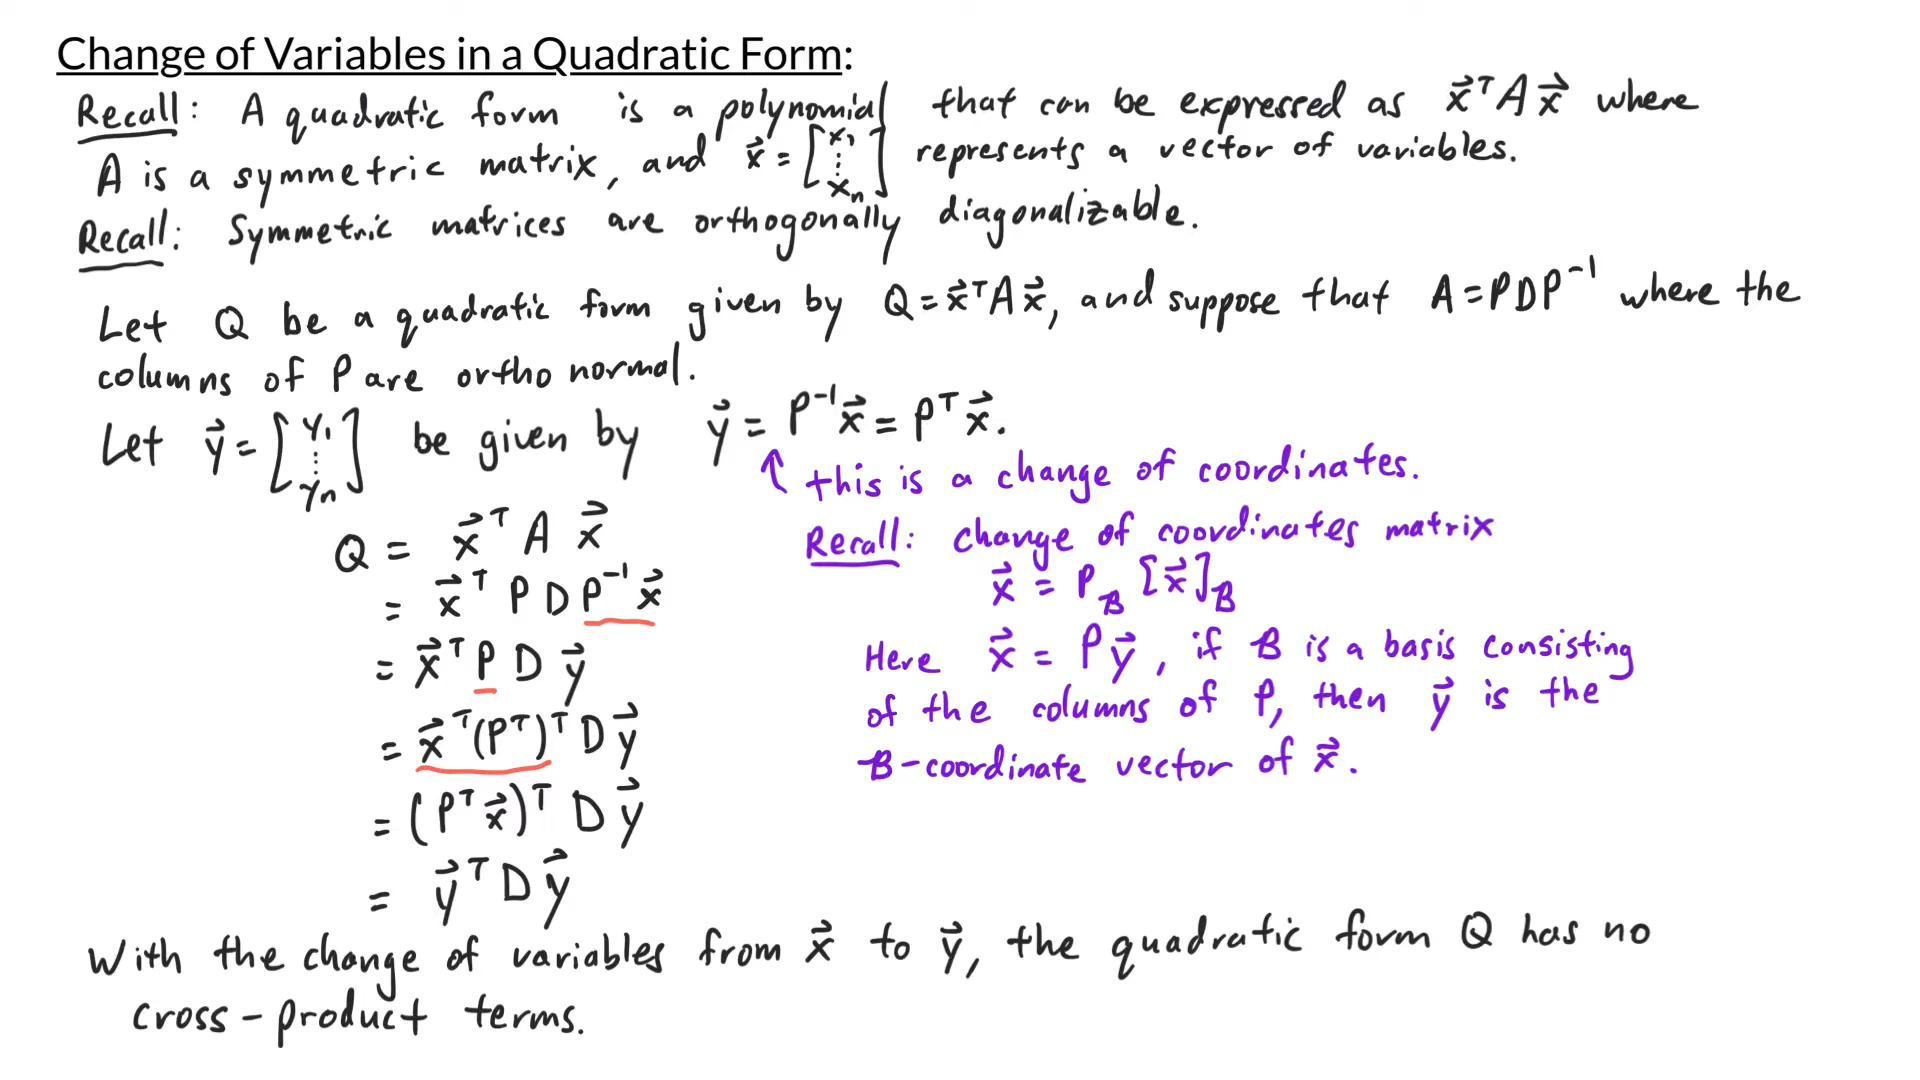 Change of Variables in a Quadratic Form:
Recall: A quadratic form is a polynomial that can be expressed as x⃗ᵀAx⃗ where
A is a symmetric matrix, and x⃗ = [x₁ ⋮ xₙ] represents a vector of variables.
Recall: Symmetric matrices are orthogonally diagonalizable.
Let Q be a quadratic form given by Q = x⃗ᵀAx⃗, and suppose that A = PDP⁻¹ where the
columns of P are orthonormal.
Let y⃗ = [y₁ ⋮ yₙ] be given by y⃗ = P⁻¹x⃗ = Pᵀx⃗.
↑ this is a change of coordinates.
Recall: change of coordinates matrix
x⃗ = P_B [x⃗]_B
Here x⃗ = Py⃗, if B is a basis consisting
of the columns of P, then y⃗ is the
B-coordinate vector of x⃗.
Q = x⃗ᵀ A x⃗
= x⃗ᵀ P D P⁻¹ x⃗
= x⃗ᵀ P D y⃗
= x⃗ᵀ(Pᵀ)ᵀ D y⃗
= (Pᵀx⃗)ᵀ D y⃗
= y⃗ᵀ D y⃗
With the change of variables from x⃗ to y⃗, the quadratic form Q has no
cross-product terms.